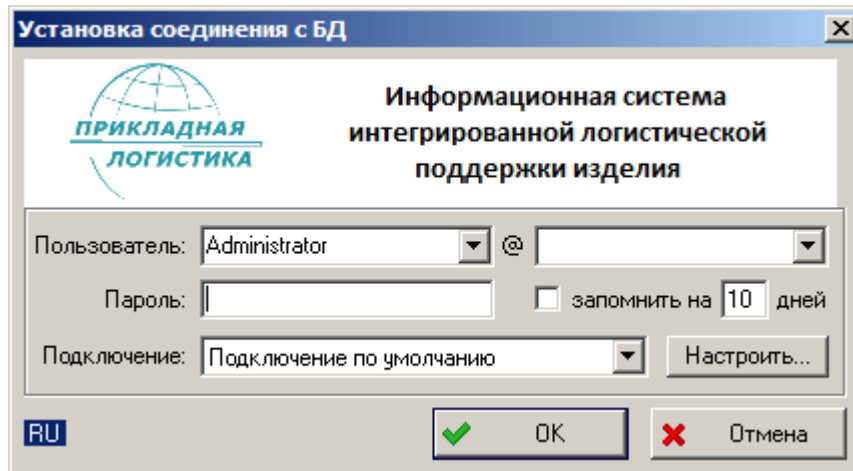 Установка соединения с БД
ПРИКЛАДНАЯ
ЛОГИСТИКА
Информационная система
интегрированной логистической
поддержки изделия
Пользователь: Administrator @
Пароль: запомнить на 10 дней
Подключение: Подключение по умолчанию Настроить...
RU OK Отмена